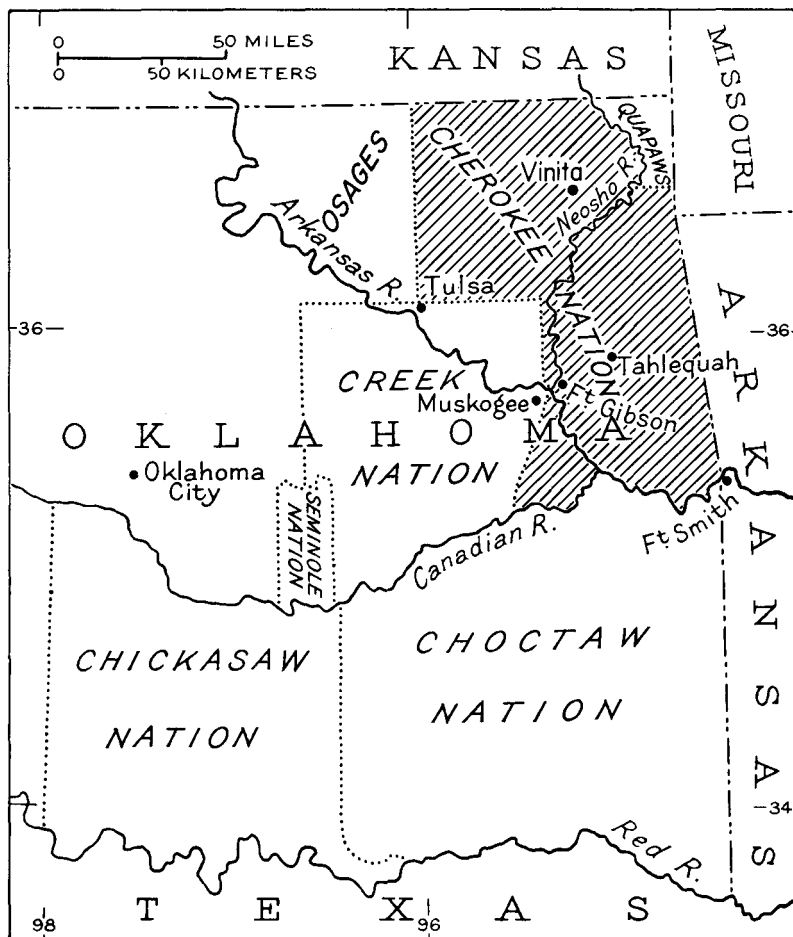 0 50 MILES
0 50 KILOMETERS
KANSAS
MISSOURI
QUAPAWS
CHEROKEE
NATION
Vinita
Neosho R.
OSAGES
Arkansas R.
Tulsa
36
36
ARKANSAS
Tahlequah
CREEK
NATION
Muskogee
Ft. Gibson
OKLAHOMA
Oklahoma
City
SEMINOLE
NATION
Canadian R.
Ft. Smith
CHICKASAW
NATION
CHOCTAW
NATION
34
Red R.
98
96
TEXAS